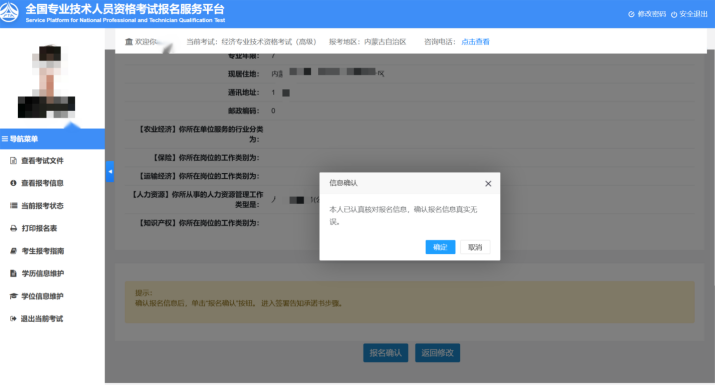 全国专业技术人员资格考试报名服务平台
Service Platform for National Professional and Technician Qualification Test
修改密码 安全退出
欢迎你 当前考试：经济专业技术资格考试（高级） 报考地区：内蒙古自治区 咨询电话：点击查看
专业年限： 7
现居住地： 内
通讯地址： 1
邮政编码： 0
【农业经济】你所在单位服务的行业分类
为：
【保险】你所在岗位的工作类别为：
【运输经济】你所在岗位的工作类别为：
【人力资源】你所从事的人力资源管理工作
类型是：
【知识产权】你所在岗位的工作类别为：
导航菜单
查看考试文件
查看报考信息
当前报考状态
打印报名表
考生报考指南
学历信息维护
学位信息维护
退出当前考试
信息确认
本人已认真核对报名信息，确认报名信息真实无
误。
确定 取消
提示：
确认报名信息后，单击"报名确认"按钮。 进入签署告知承诺书步骤。
报名确认 返回修改